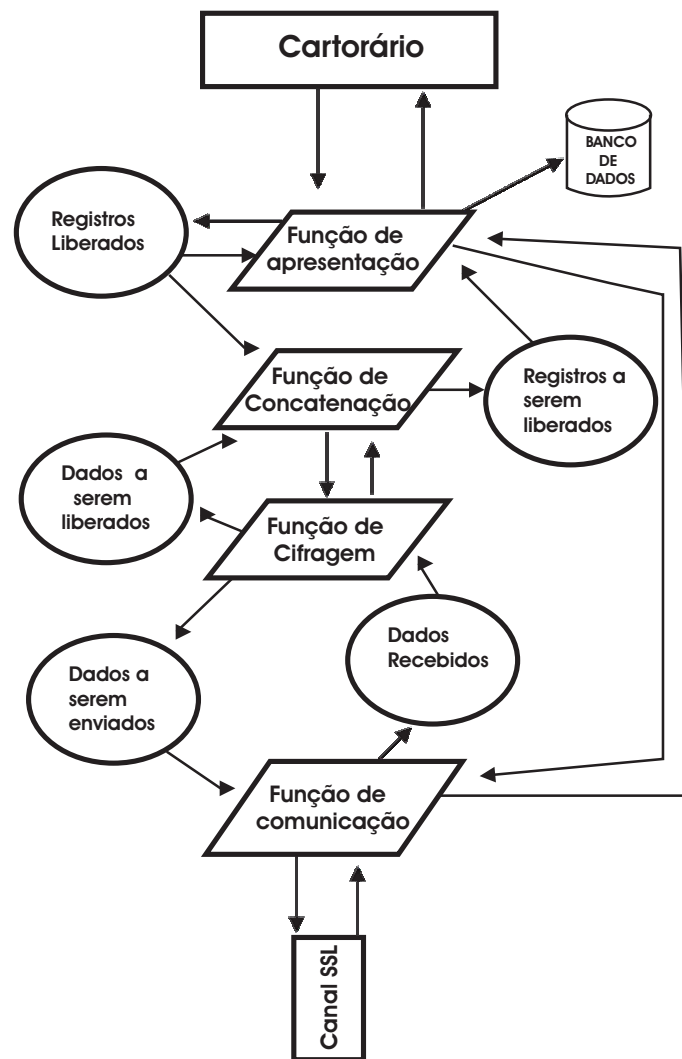 Cartorário
BANCO
DE
DADOS
Registros
Liberados
Função de
apresentação
Função de
Concatenação
Registros a
serem
liberados
Dados a
serem
liberados
Função de
Cifragem
Dados
Recebidos
Dados a
serem
enviados
Função de
comunicação
Canal SSL